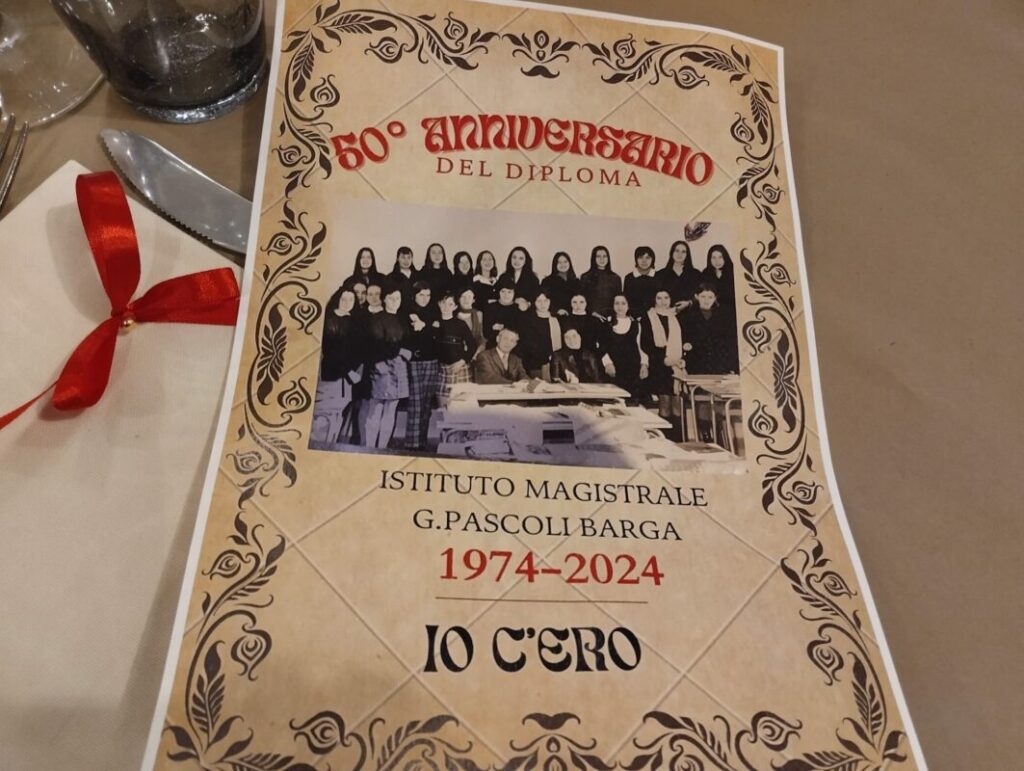 50° ANNIVERSARIO
DEL DIPLOMA
ISTITUTO MAGISTRALE
G.PASCOLI BARGA
1974-2024
IO C'ERO